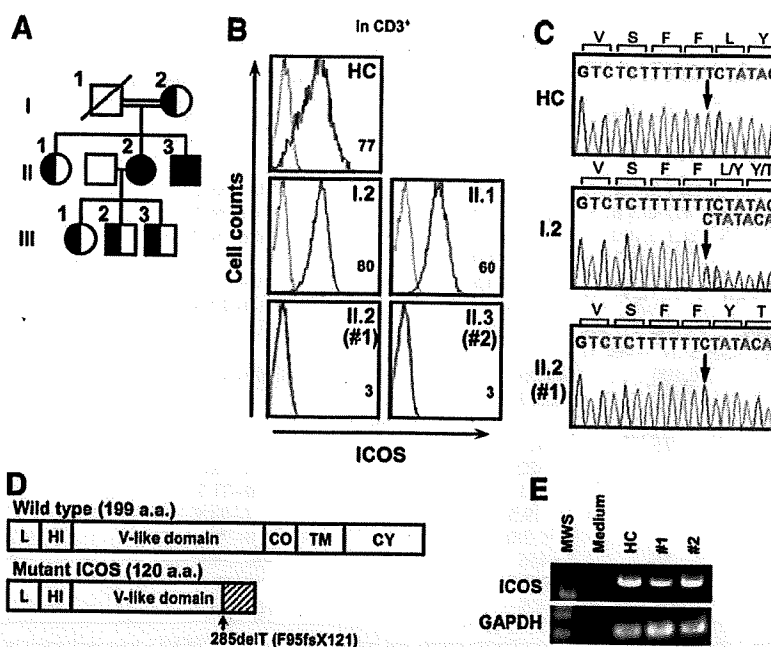 A
1
2
I
1
2
3
II
1
2
3
III
B
in CD3+
HC
77
I.2
80
II.1
60
II.2
(#1)
3
II.3
(#2)
3
Cell counts
ICOS
C
V S F F L Y
GTCTCTTTTTTTCTATAC
HC
V S F F L/Y Y/T
GTCTCTTTTTTTCTATAC
CTATACA
I.2
V S F F Y T
GTCTCTTTTTTCTATACA
II.2
(#1)
D
Wild type (199 a.a.)
L HI V-like domain CO TM CY
Mutant ICOS (120 a.a.)
L HI V-like domain
285delT (F95fsX121)
E
MWS
Medium
HC
#1
#2
ICOS
GAPDH